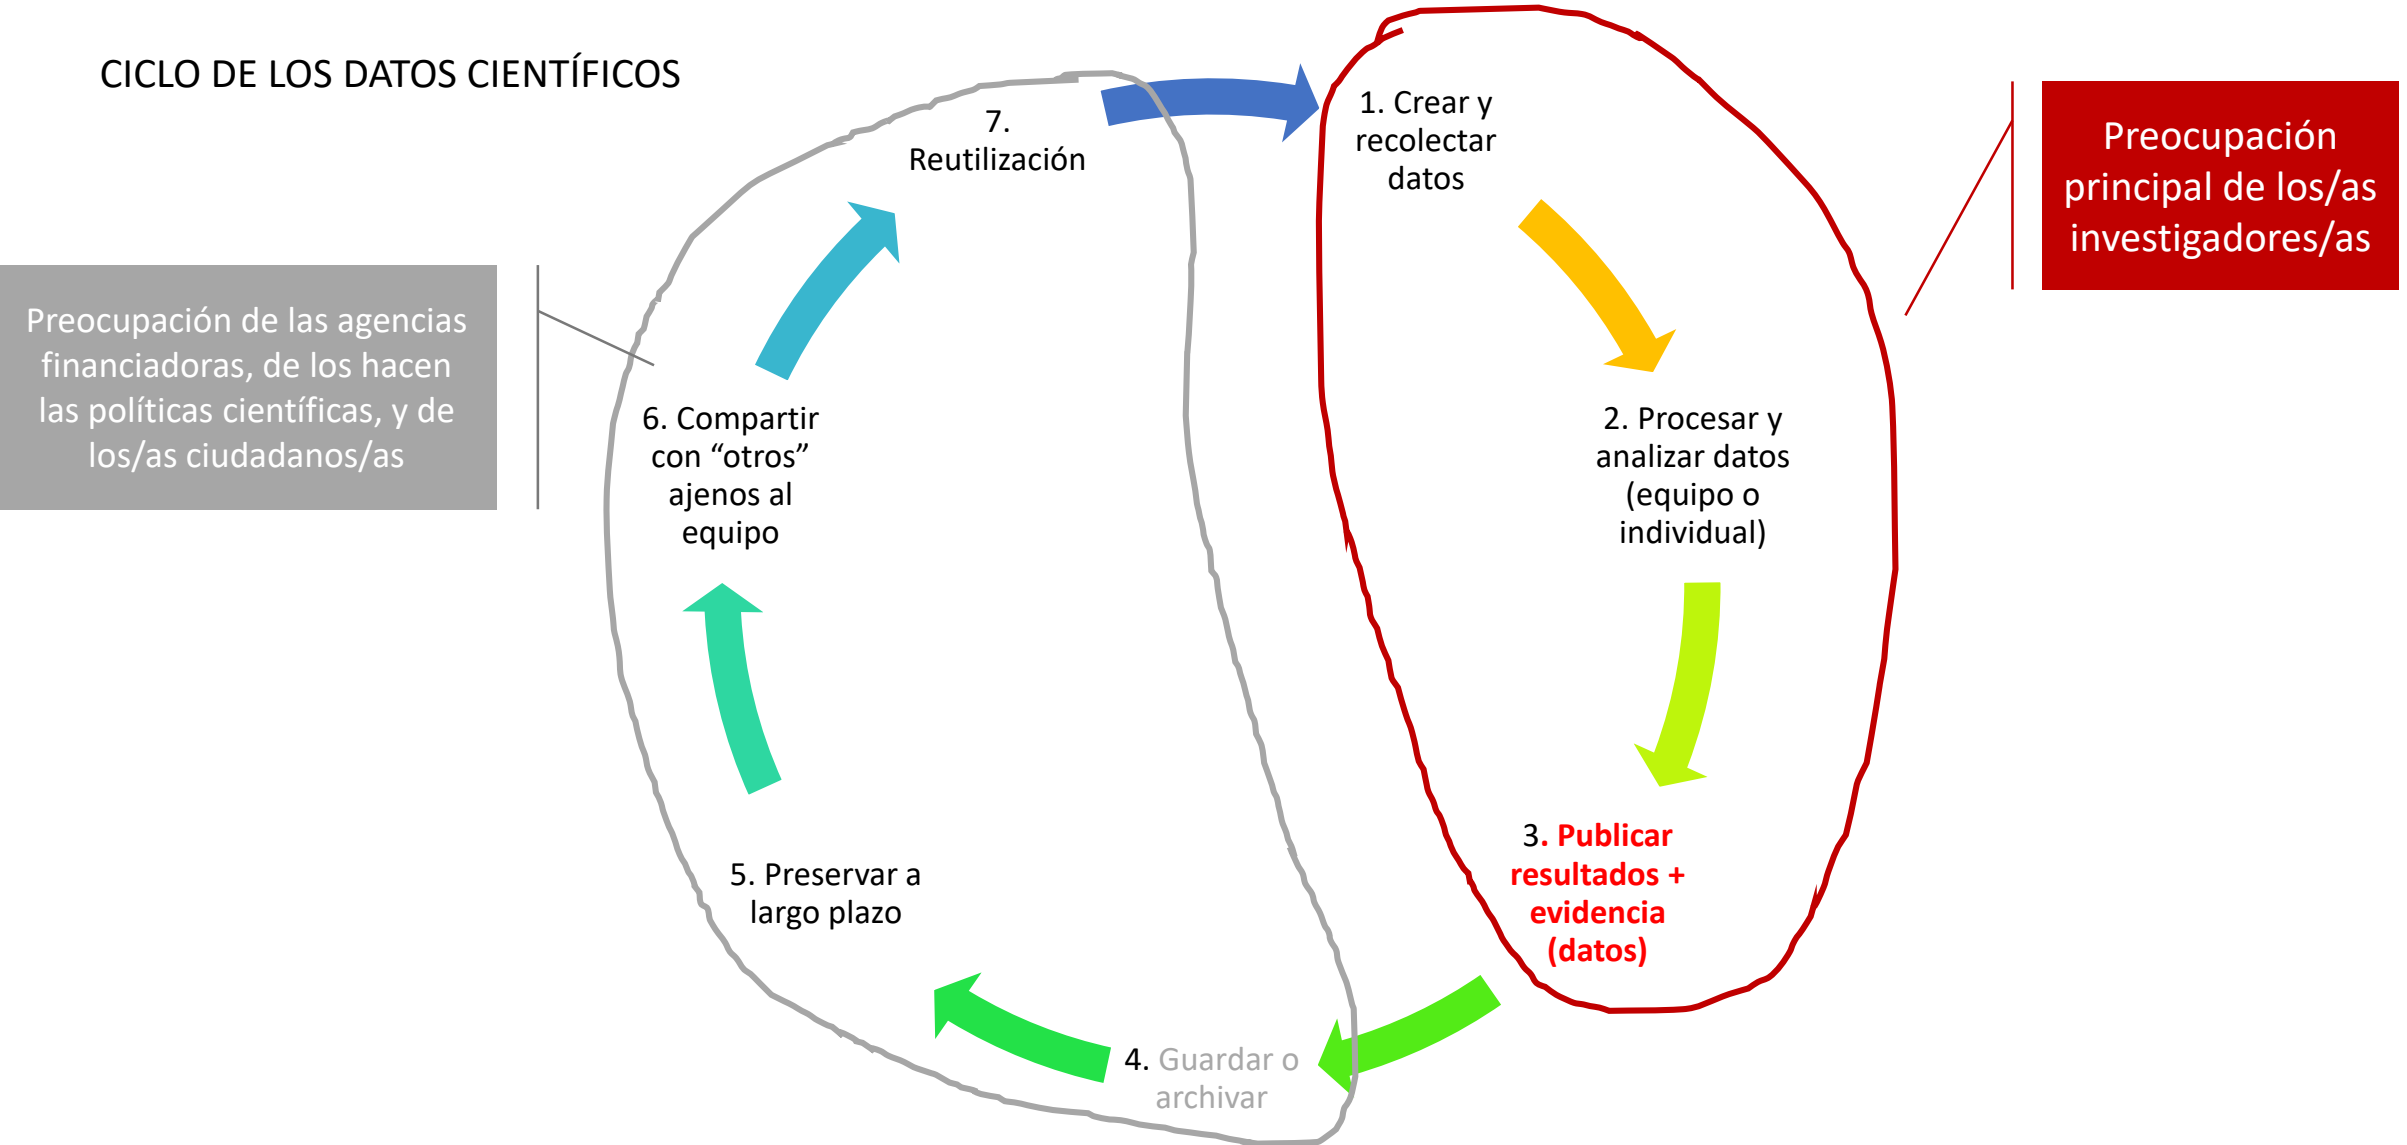 CICLO DE LOS DATOS CIENTÍFICOS
7.
Reutilización
1. Crear y
recolectar
datos
Preocupación
principal de los/as
investigadores/as
Preocupación de las agencias
financiadoras, de los hacen
las políticas científicas, y de
los/as ciudadanos/as
6. Compartir
con “otros”
ajenos al
equipo
2. Procesar y
analizar datos
(equipo o
individual)
3. Publicar
resultados +
evidencia
(datos)
5. Preservar a
largo plazo
4. Guardar o
archivar